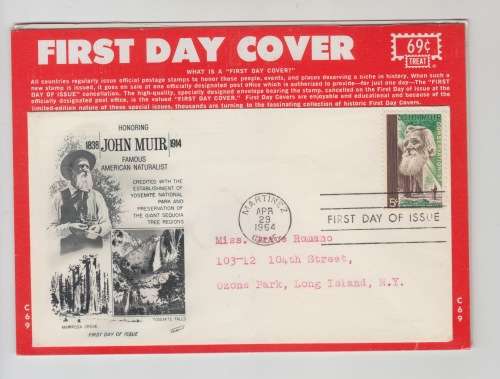 FIRST DAY COVER
69¢
TREAT
WHAT IS A "FIRST DAY COVER?"
All countries regularly issue official postage stamps to honor those people, events, and places deserving a niche in history. When such a
new stamp is issued, it goes on sale at one officially designated post office which is authorized to provide—for just one day—The "FIRST
DAY OF ISSUE" cancellation. The high-quality, specially designed envelope bearing the stamp, cancelled on the First Day of Issue at the
officially designated post office, is the valued "FIRST DAY COVER." First Day Covers are enjoyable and educational and because of the
limited-edition nature of these special issues, thousands are turning to the fascinating collection of historic First Day Covers.
HONORING
1838 JOHN MUIR 1914
FAMOUS
AMERICAN NATURALIST
CREDITED WITH THE
ESTABLISHMENT OF
YOSEMITE NATIONAL
PARK AND
PRESERVATION OF
THE GIANT SEQUOIA
TREE REGIONS
MARIPOSA GROVE
YOSEMITE FALLS
FIRST DAY OF ISSUE
MARTINEZ
APR
29
1964
CALIF.
5¢
FIRST DAY OF ISSUE
Miss. Romano
103-12 104th Street,
Ozone Park, Long Island, N.Y.
C69
C69